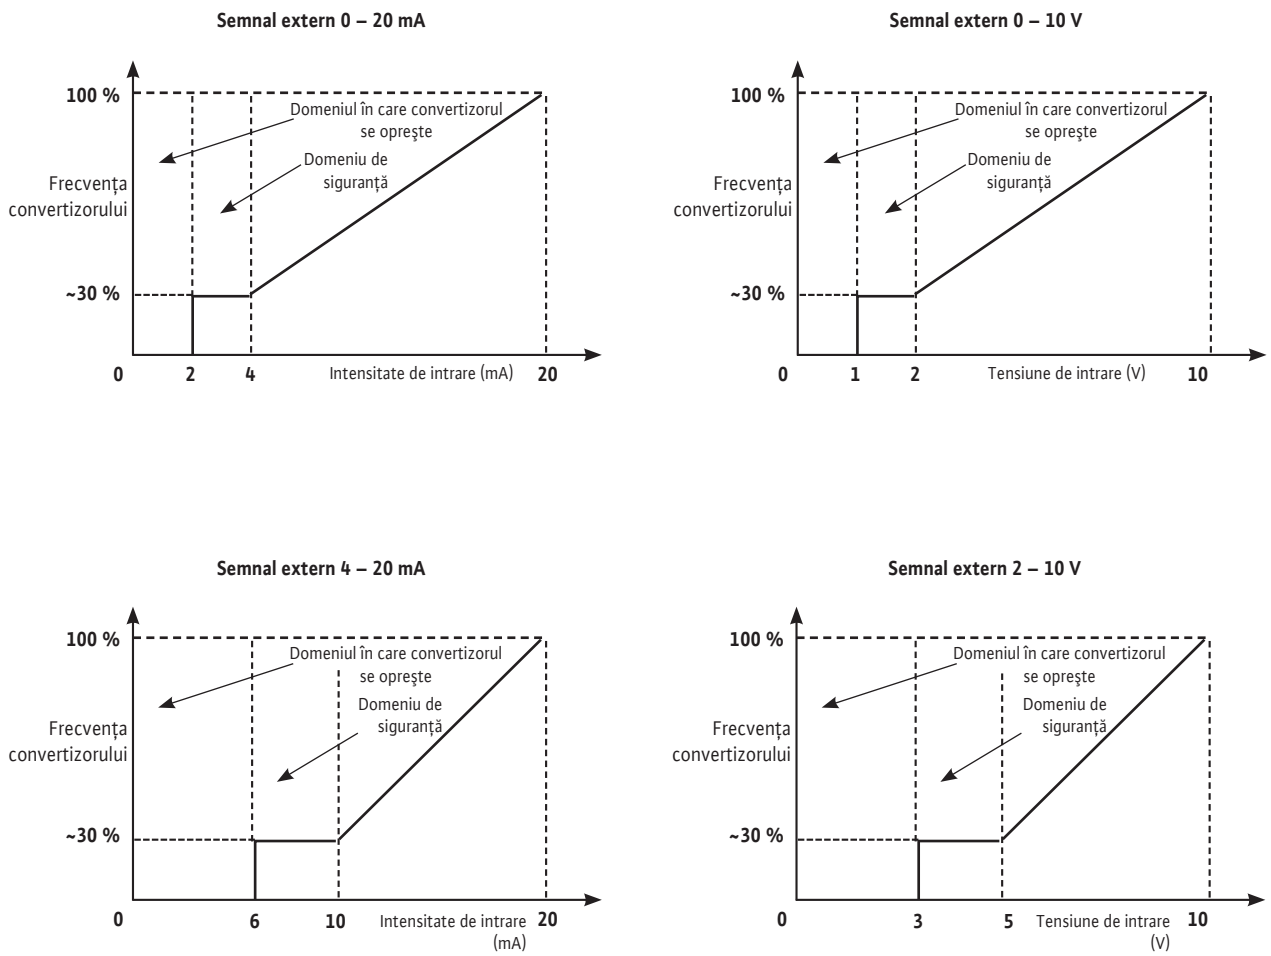 Semnal extern 0 – 20 mA
100 %
Domeniul în care convertizorul
se oprește
Domeniu de
siguranță
Frecvența
convertizorului
~30 %
0
2
4
Intensitate de intrare (mA)
20
Semnal extern 0 – 10 V
100 %
Domeniul în care convertizorul
se oprește
Domeniu de
siguranță
Frecvența
convertizorului
~30 %
0
1
2
Tensiune de intrare (V)
10
Semnal extern 4 – 20 mA
100 %
Domeniul în care convertizorul
se oprește
Domeniu de
siguranță
Frecvența
convertizorului
~30 %
0
6
10
Intensitate de intrare
(mA)
20
Semnal extern 2 – 10 V
100 %
Domeniul în care convertizorul
se oprește
Domeniu de
siguranță
Frecvența
convertizorului
~30 %
0
3
5
Tensiune de intrare
(V)
10